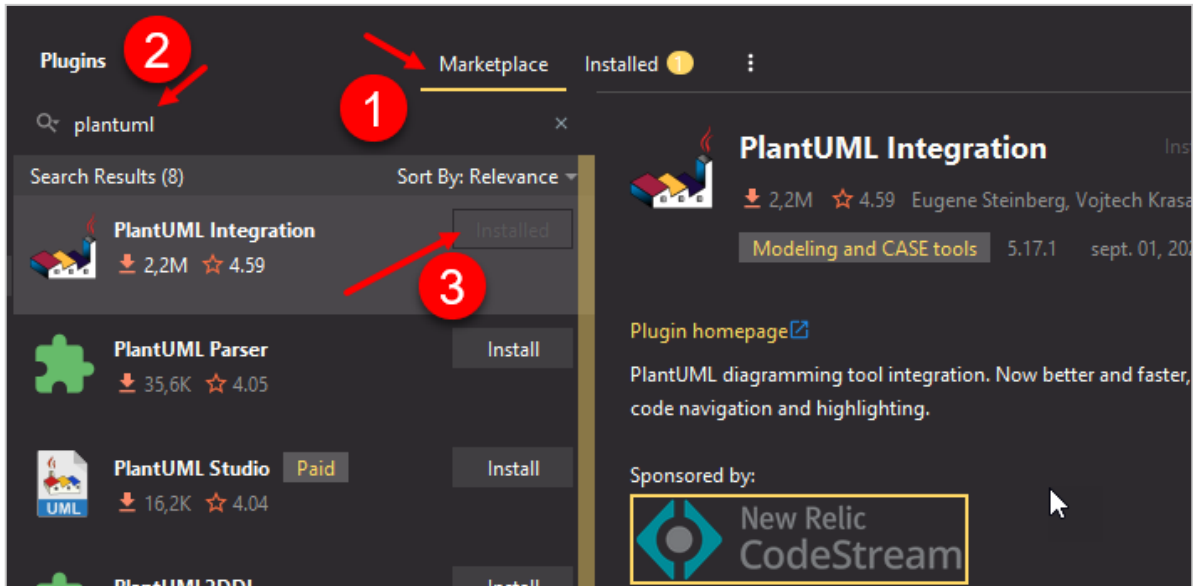 Plugins
2
Marketplace
Installed 1
1
plantuml
Search Results (8)
Sort By: Relevance
PlantUML Integration
Installed
2,2M 4.59
3
PlantUML Parser
Install
35,6K 4.05
PlantUML Studio Paid
Install
UML
16,2K 4.04
PlantUML2DDL
Install
PlantUML Integration
2,2M 4.59 Eugene Steinberg, Vojtech
Modeling and CASE tools 5.17.1 sept. 01,
Plugin homepage
PlantUML diagramming tool integration. Now better and faster,
code navigation and highlighting.
Sponsored by:
New Relic
CodeStream